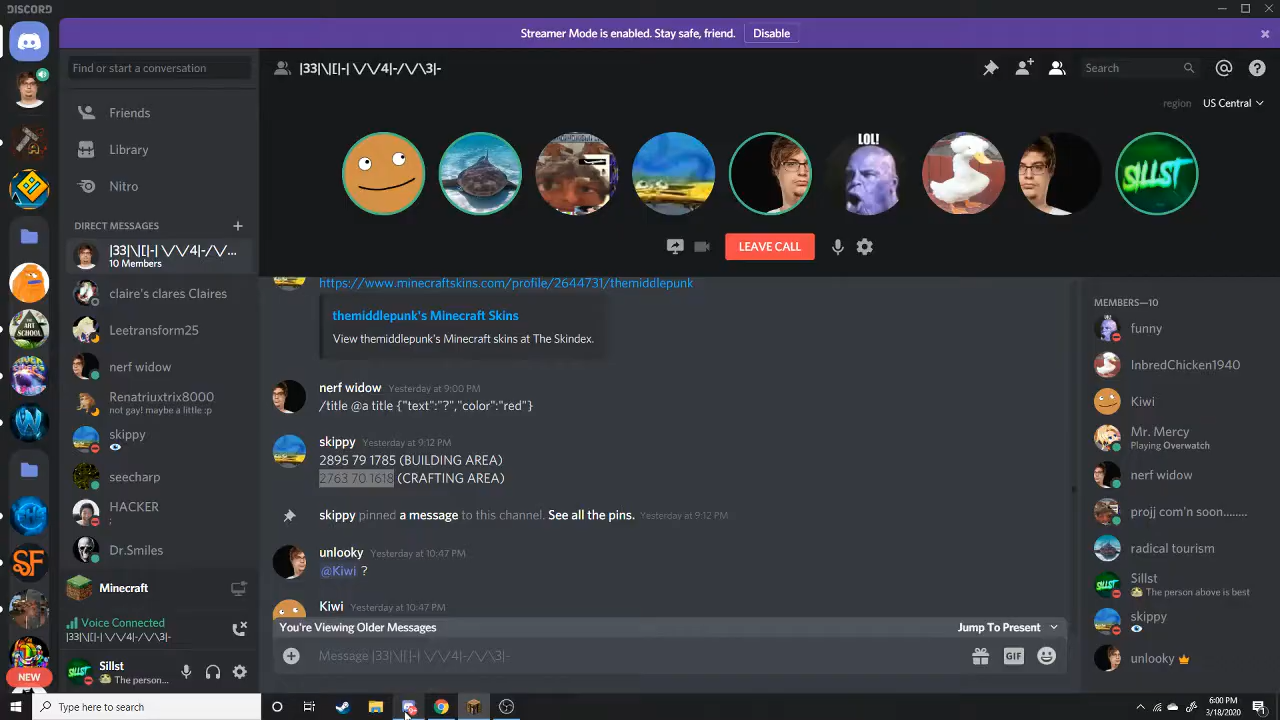 DISCORD
Streamer Mode is enabled. Stay safe, friend.
Disable
Find or start a conversation
|33|\|[|-| \/\/4|-/\/\3|-
Search
region
US Central
Friends
Library
Nitro
LOL!
SILLST
LEAVE CALL
DIRECT MESSAGES
|33|\|[|-| \/\/4|-/\/...
10 Members
claire's clares Claires
Leetransform25
nerf widow
Renatriuxtrix8000
not gay! maybe a little :p
skippy
seecharp
HACKER
;
Dr.Smiles
Minecraft
Voice Connected
|33|\|[|-| \/\/4|-/\/\3|-
Sillst
The person...
NEW
https://www.minecraftskins.com/profile/2644731/themiddlepunk
themiddlepunk's Minecraft Skins
View themiddlepunk's Minecraft skins at The Skindex.
nerf widow Yesterday at 9:00 PM
/title @a title {"text":"?","color":"red"}
skippy Yesterday at 9:12 PM
2895 79 1785 (BUILDING AREA)
2763 70 1618 (CRAFTING AREA)
skippy pinned a message to this channel. See all the pins. Yesterday at 9:12 PM
unlooky Yesterday at 10:47 PM
@Kiwi ?
Kiwi Yesterday at 10:47 PM
You're Viewing Older Messages
Jump To Present
Message |33|\|[|-| \/\/4|-/\/\3|-
GIF
MEMBERS—10
funny
InbredChicken1940
Kiwi
Mr. Mercy
Playing Overwatch
nerf widow
projj com'n soon........
radical tourism
Sillst
The person above is best
skippy
unlooky
SF
Type here to search
6:00 PM
3/18/2020